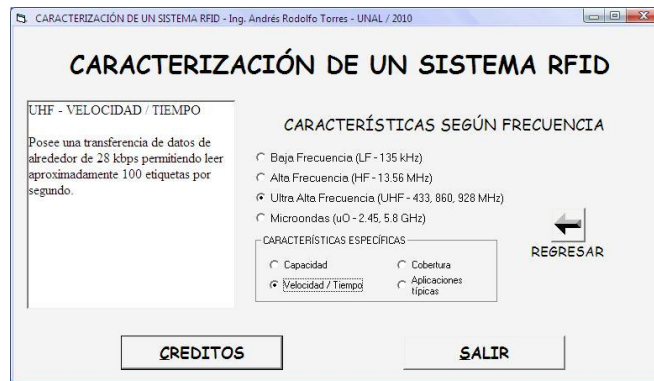 CARACTERIZACIÓN DE UN SISTEMA RFID - Ing. Andrés Rodolfo Torres - UNAL / 2010
CARACTERIZACIÓN DE UN SISTEMA RFID
UHF - VELOCIDAD / TIEMPO
Posee una transferencia de datos de
alrededor de 28 kbps permitiendo leer
aproximadamente 100 etiquetas por
segundo.
CARACTERÍSTICAS SEGÚN FRECUENCIA
Baja Frecuencia (LF - 135 kHz)
Alta Frecuencia (HF - 13.56 MHz)
Ultra Alta Frecuencia (UHF - 433, 860, 928 MHz)
Microondas (uO - 2.45, 5.8 GHz)
CARACTERÍSTICAS ESPECÍFICAS
Capacidad
Cobertura
Velocidad / Tiempo
Aplicaciones
típicas
REGRESAR
CREDITOS
SALIR